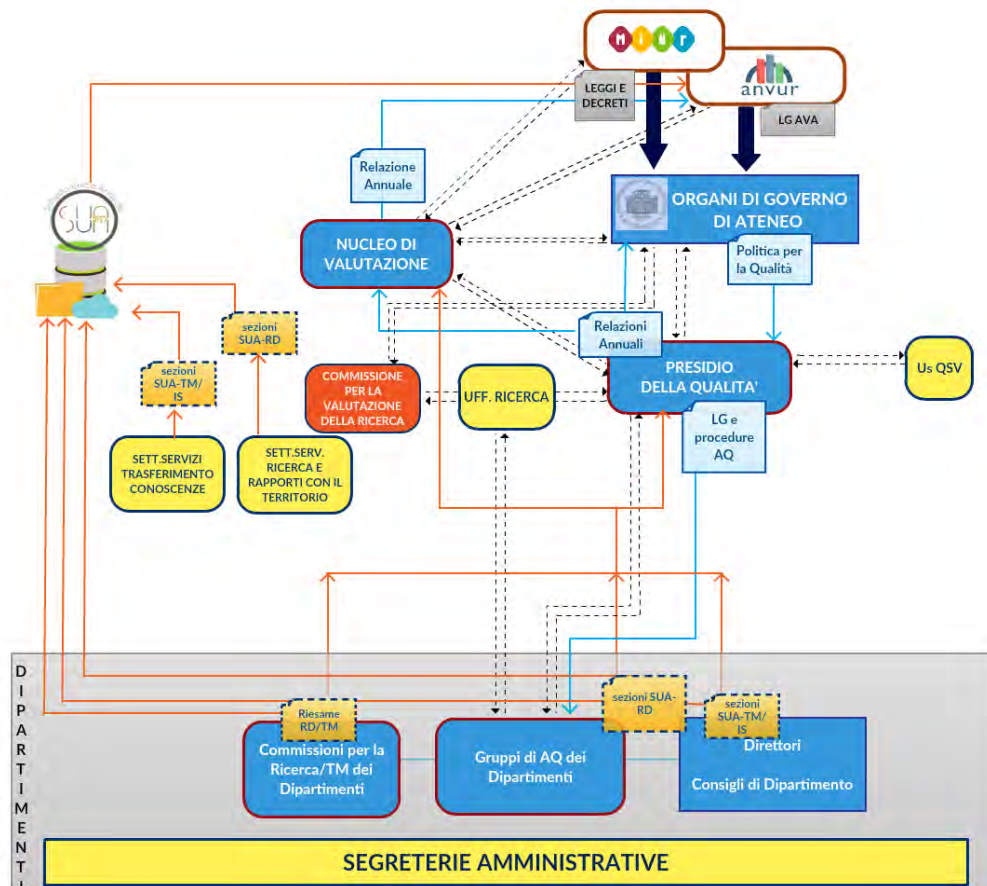 MIUr
anvur
LEGGI E
DECRETI
LG AVA
Relazione
Annuale
ORGANI DI GOVERNO
DI ATENEO
SUA
NUCLEO DI
VALUTAZIONE
Politica per
la Qualità
sezioni
SUA-RD
Relazioni
Annuali
sezioni
SUA-TM/
IS
COMMISSIONE
PER LA
VALUTAZIONE
DELLA RICERCA
UFF. RICERCA
PRESIDIO
DELLA QUALITA'
Us QSV
LG e
procedure
AQ
SETT.SERVIZI
TRASFERIMENTO
CONOSCENZE
SETT.SERV.
RICERCA E
RAPPORTI CON IL
TERRITORIO
DIPARTIMENTI
Riesame
RD/TM
sezioni SUA-
RD
sezioni
SUA-TM/
IS
Commissioni per la
Ricerca/TM dei
Dipartimenti
Gruppi di AQ dei
Dipartimenti
Direttori
Consigli di Dipartimento
SEGRETERIE AMMINISTRATIVE